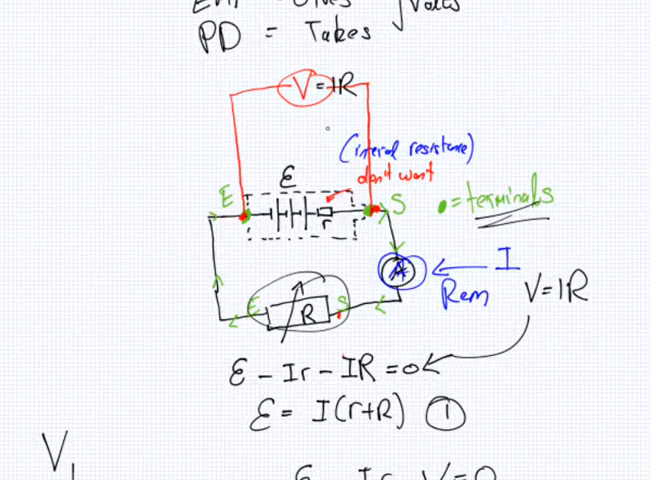 EMF = Gives
PD = Takes } Volts
V = IR
(internal resistance)
don't want
ε
E
r
S
• = terminals
A
I
Rem
V = IR
E
R
S
ε - Ir - IR = 0
ε = I(r+R) ①
V
ε - Ir - V = 0